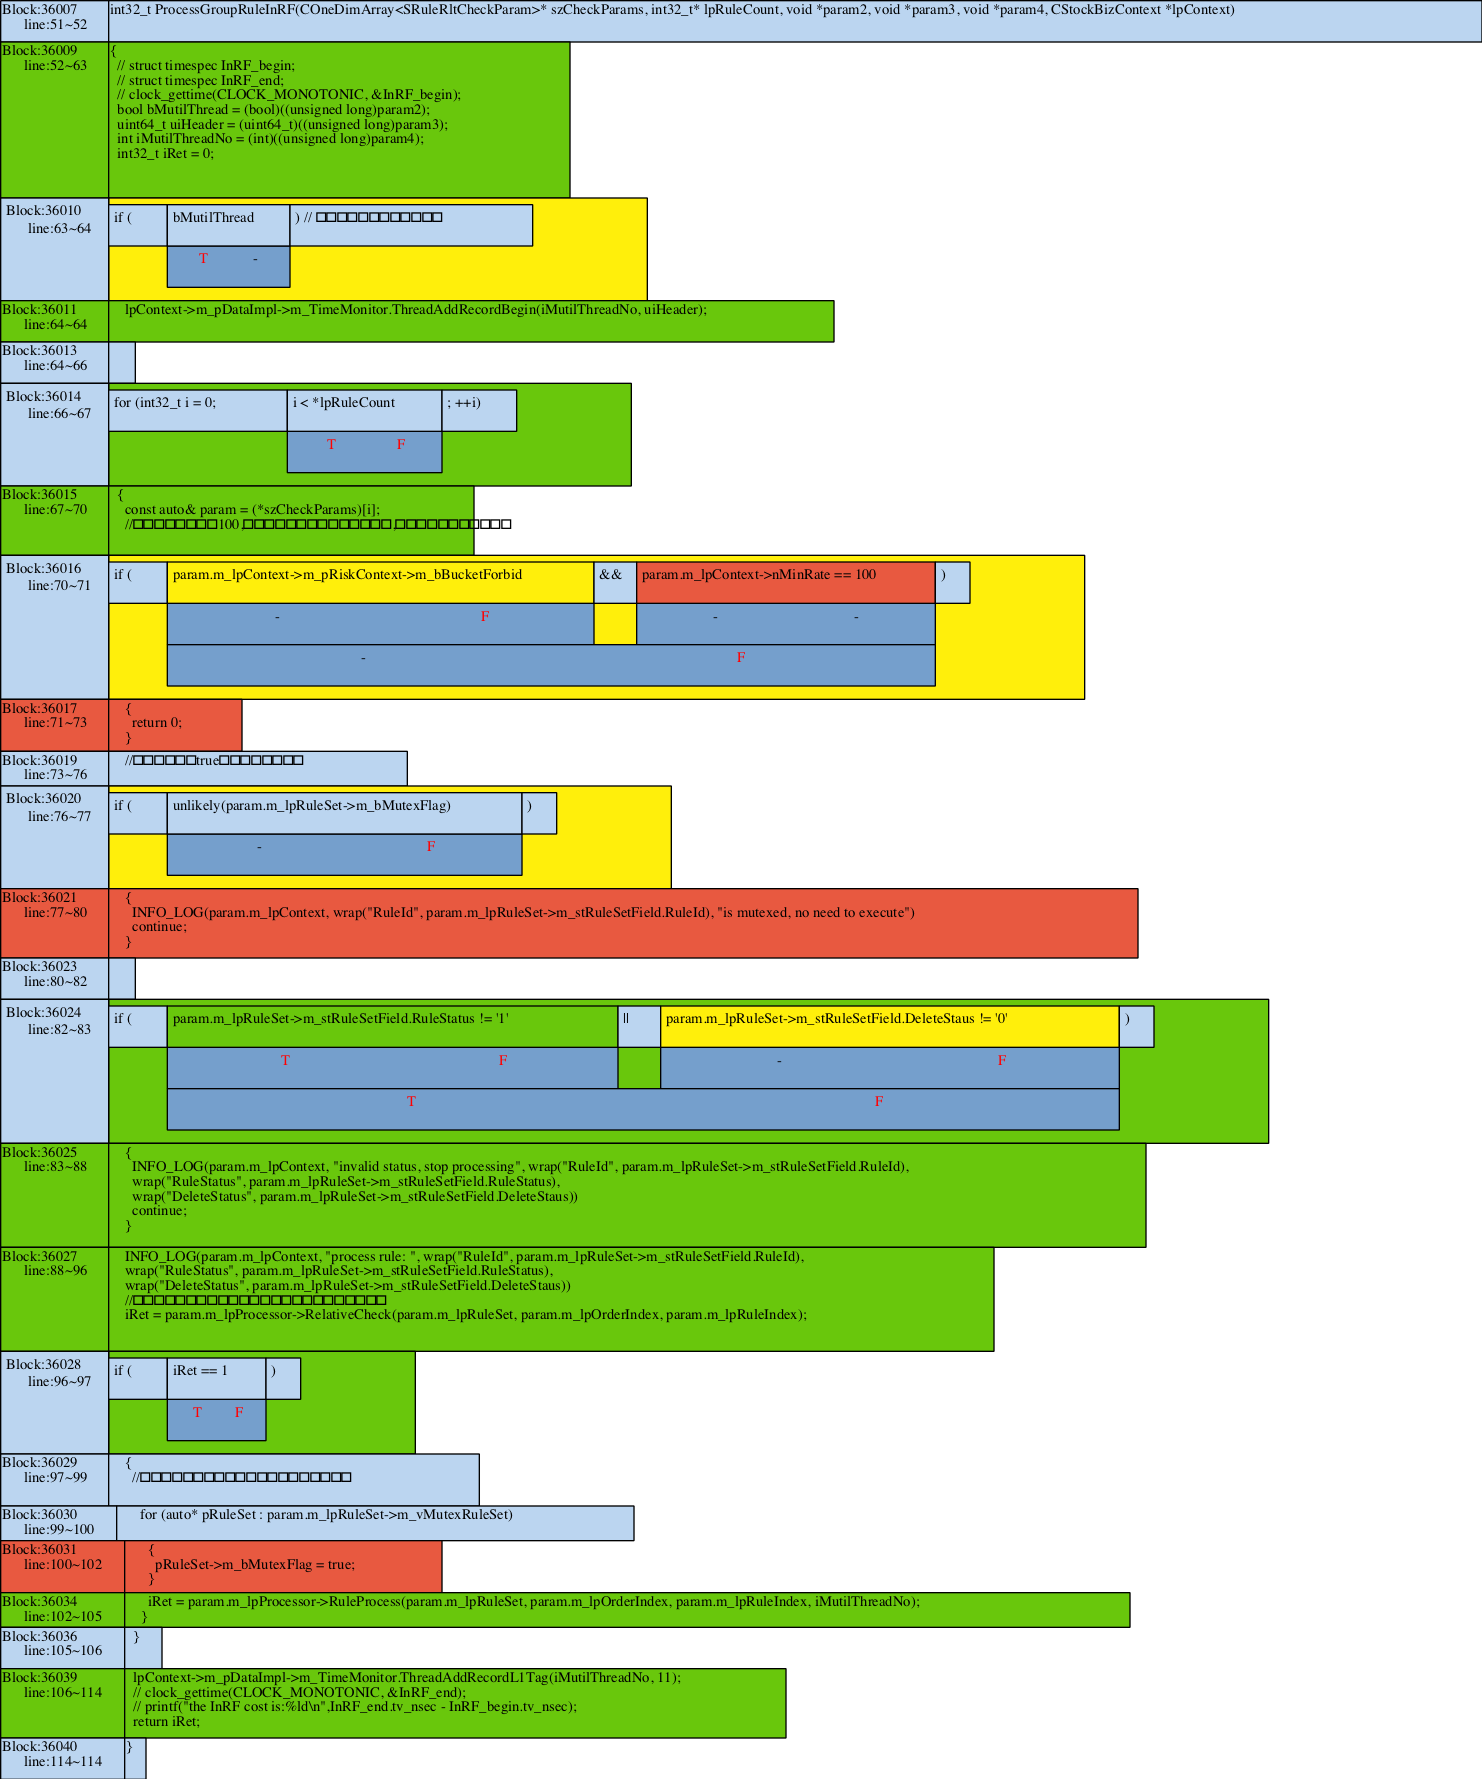 Block:36007 int32_t ProcessGroupRuleInRF(COneDimArray<SRuleRltCheckParam>* szCheckParams, int32_t* lpRuleCount, void *param2, void *param3, void *param4, CStockBizContext *lpContext)
line:51~52
Block:36009 {
line:52~63 // struct timespec InRF_begin;
// struct timespec InRF_end;
// clock_gettime(CLOCK_MONOTONIC, &InRF_begin);
bool bMutilThread = (bool)((unsigned long)param2);
uint64_t uiHeader = (uint64_t)((unsigned long)param3);
int iMutilThreadNo = (int)((unsigned long)param4);
int32_t iRet = 0;
Block:36010 if ( bMutilThread ) //
line:63~64
T -
Block:36011 lpContext->m_pDataImpl->m_TimeMonitor.ThreadAddRecordBegin(iMutilThreadNo, uiHeader);
line:64~64
Block:36013
line:64~66
Block:36014 for (int32_t i = 0; i < *lpRuleCount ; ++i)
line:66~67
T F
Block:36015 {
line:67~70 const auto& param = (*szCheckParams)[i];
// 100, ,
Block:36016 if ( param.m_lpContext->m_pRiskContext->m_bBucketForbid && param.m_lpContext->nMinRate == 100 )
line:70~71
- F - -
- F
Block:36017 {
line:71~73 return 0;
}
Block:36019 // true
line:73~76
Block:36020 if ( unlikely(param.m_lpRuleSet->m_bMutexFlag) )
line:76~77
- F
Block:36021 {
line:77~80 INFO_LOG(param.m_lpContext, wrap("RuleId", param.m_lpRuleSet->m_stRuleSetField.RuleId), "is mutexed, no need to execute")
continue;
}
Block:36023
line:80~82
Block:36024 if ( param.m_lpRuleSet->m_stRuleSetField.RuleStatus != '1' || param.m_lpRuleSet->m_stRuleSetField.DeleteStaus != '0' )
line:82~83
T F - F
T F
Block:36025 {
line:83~88 INFO_LOG(param.m_lpContext, "invalid status, stop processing", wrap("RuleId", param.m_lpRuleSet->m_stRuleSetField.RuleId),
wrap("RuleStatus", param.m_lpRuleSet->m_stRuleSetField.RuleStatus),
wrap("DeleteStatus", param.m_lpRuleSet->m_stRuleSetField.DeleteStaus))
continue;
}
Block:36027 INFO_LOG(param.m_lpContext, "process rule: ", wrap("RuleId", param.m_lpRuleSet->m_stRuleSetField.RuleId),
line:88~96 wrap("RuleStatus", param.m_lpRuleSet->m_stRuleSetField.RuleStatus),
wrap("DeleteStatus", param.m_lpRuleSet->m_stRuleSetField.DeleteStaus))
//
iRet = param.m_lpProcessor->RelativeCheck(param.m_lpRuleSet, param.m_lpOrderIndex, param.m_lpRuleIndex);
Block:36028 if ( iRet == 1 )
line:96~97
T F
Block:36029 {
line:97~99 //
Block:36030 for (auto* pRuleSet : param.m_lpRuleSet->m_vMutexRuleSet)
line:99~100
Block:36031 {
line:100~102 pRuleSet->m_bMutexFlag = true;
}
Block:36034 iRet = param.m_lpProcessor->RuleProcess(param.m_lpRuleSet, param.m_lpOrderIndex, param.m_lpRuleIndex, iMutilThreadNo);
line:102~105 }
Block:36036 }
line:105~106
Block:36039 lpContext->m_pDataImpl->m_TimeMonitor.ThreadAddRecordL1Tag(iMutilThreadNo, 11);
line:106~114 // clock_gettime(CLOCK_MONOTONIC, &InRF_end);
// printf("the InRF cost is:%ld\n",InRF_end.tv_nsec - InRF_begin.tv_nsec);
return iRet;
Block:36040 }
line:114~114